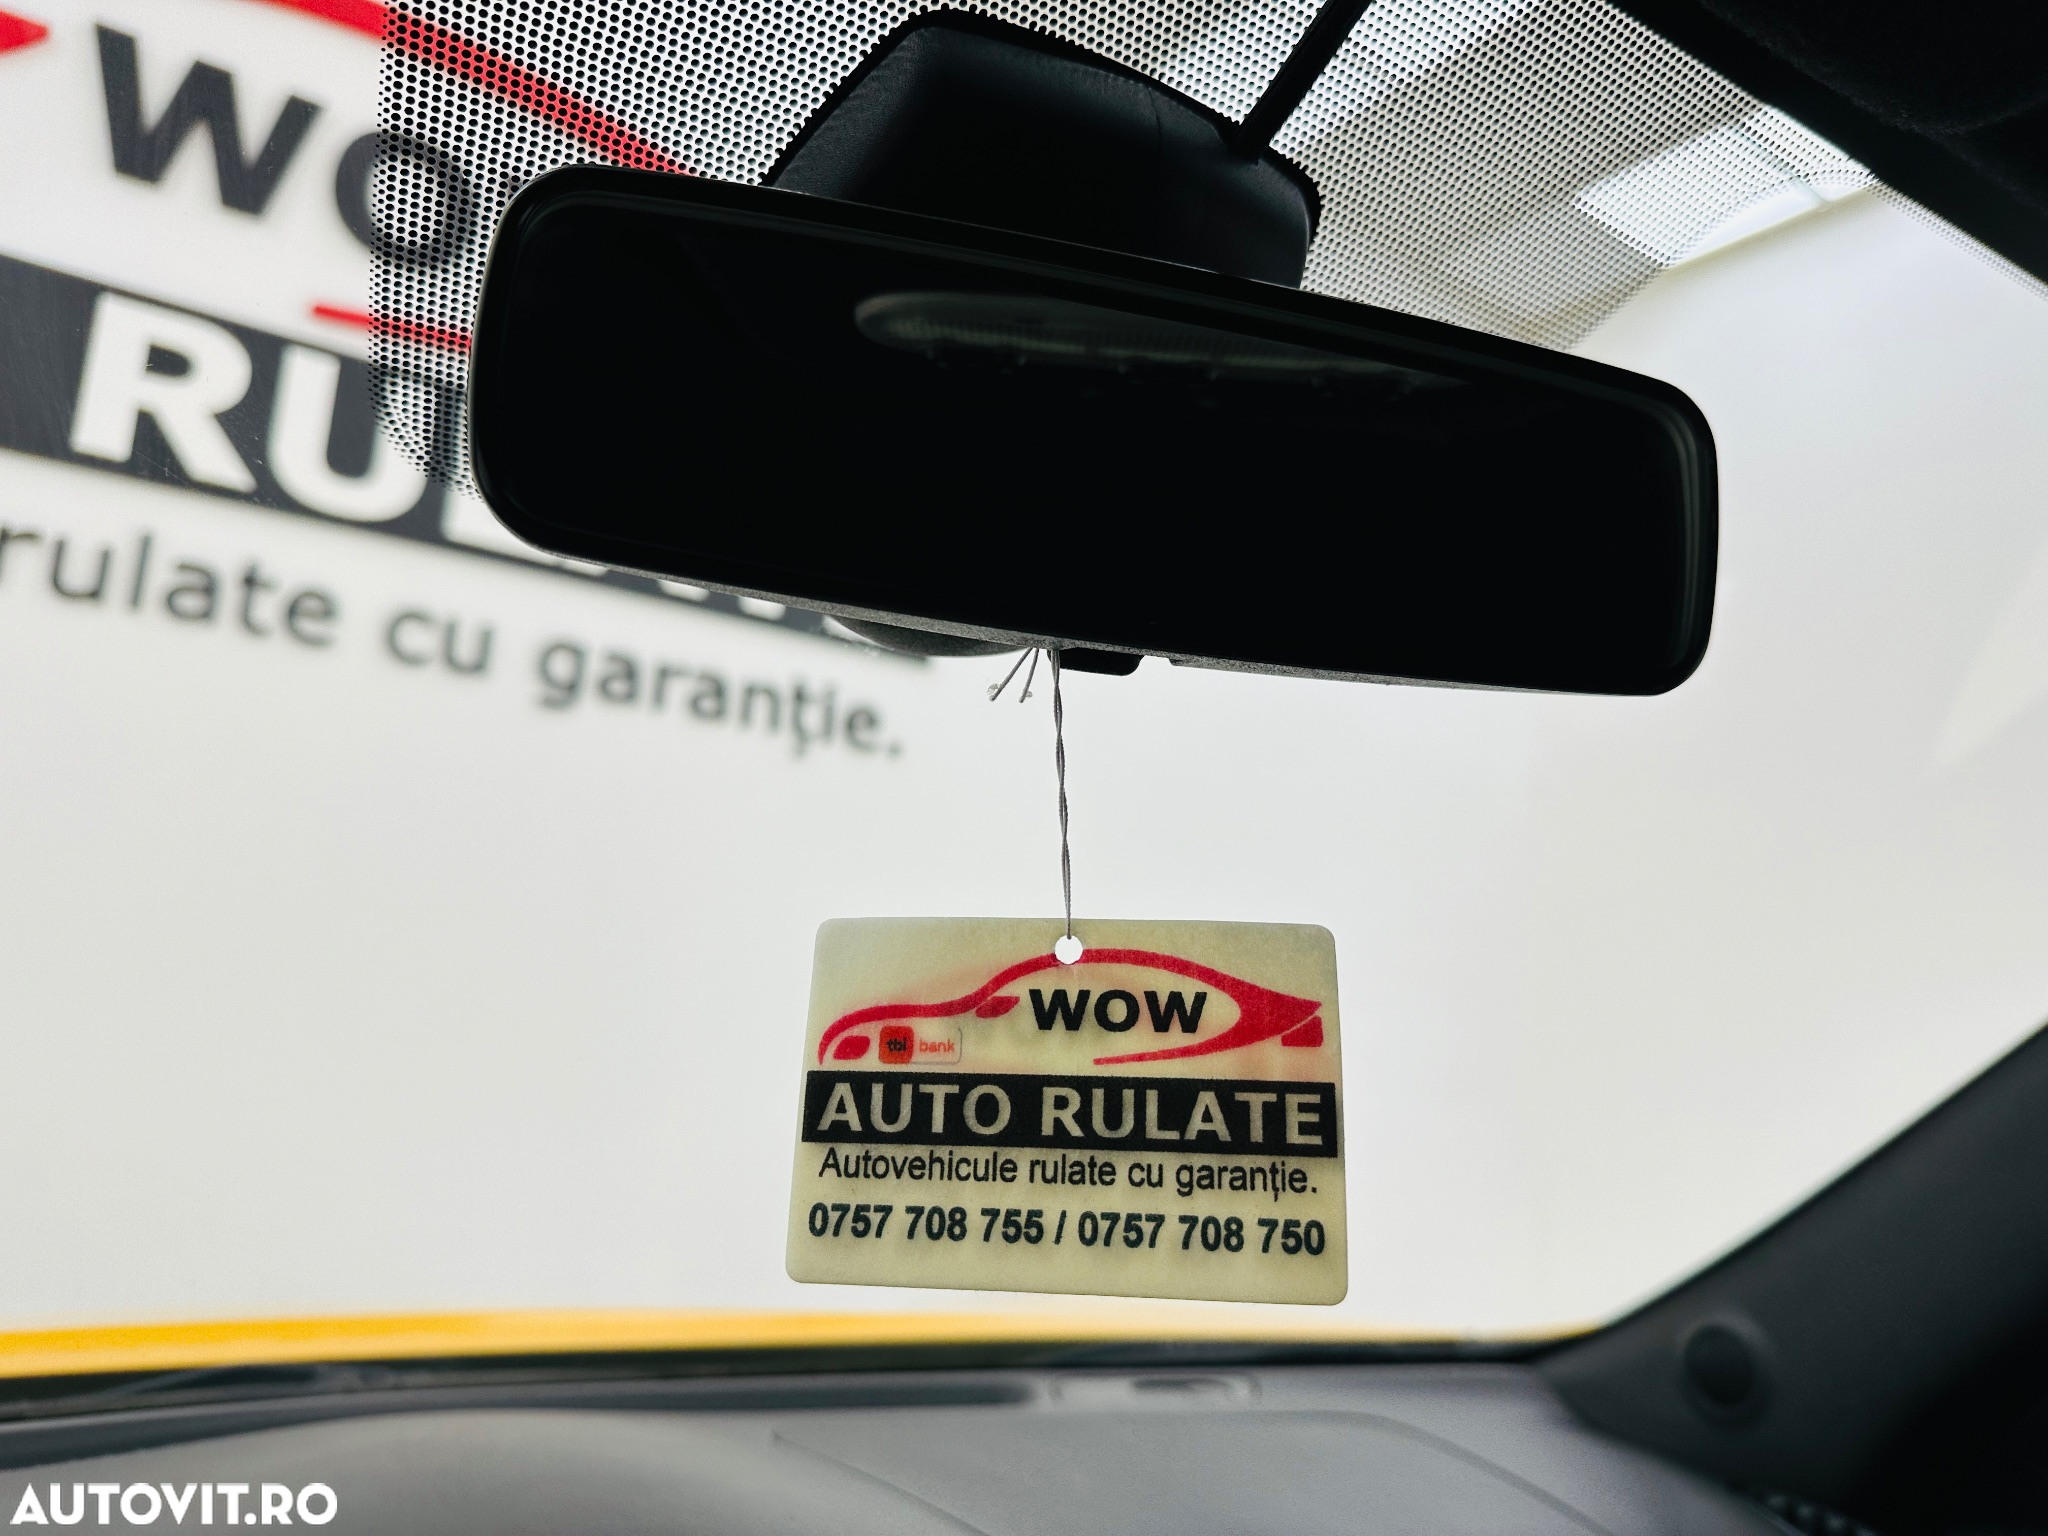 WO
RUL
rulate cu garanție.
WOW
tbi bank
AUTO RULATE
Autovehicule rulate cu garanție.
0757 708 755 / 0757 708 750
AUTOVIT.RO